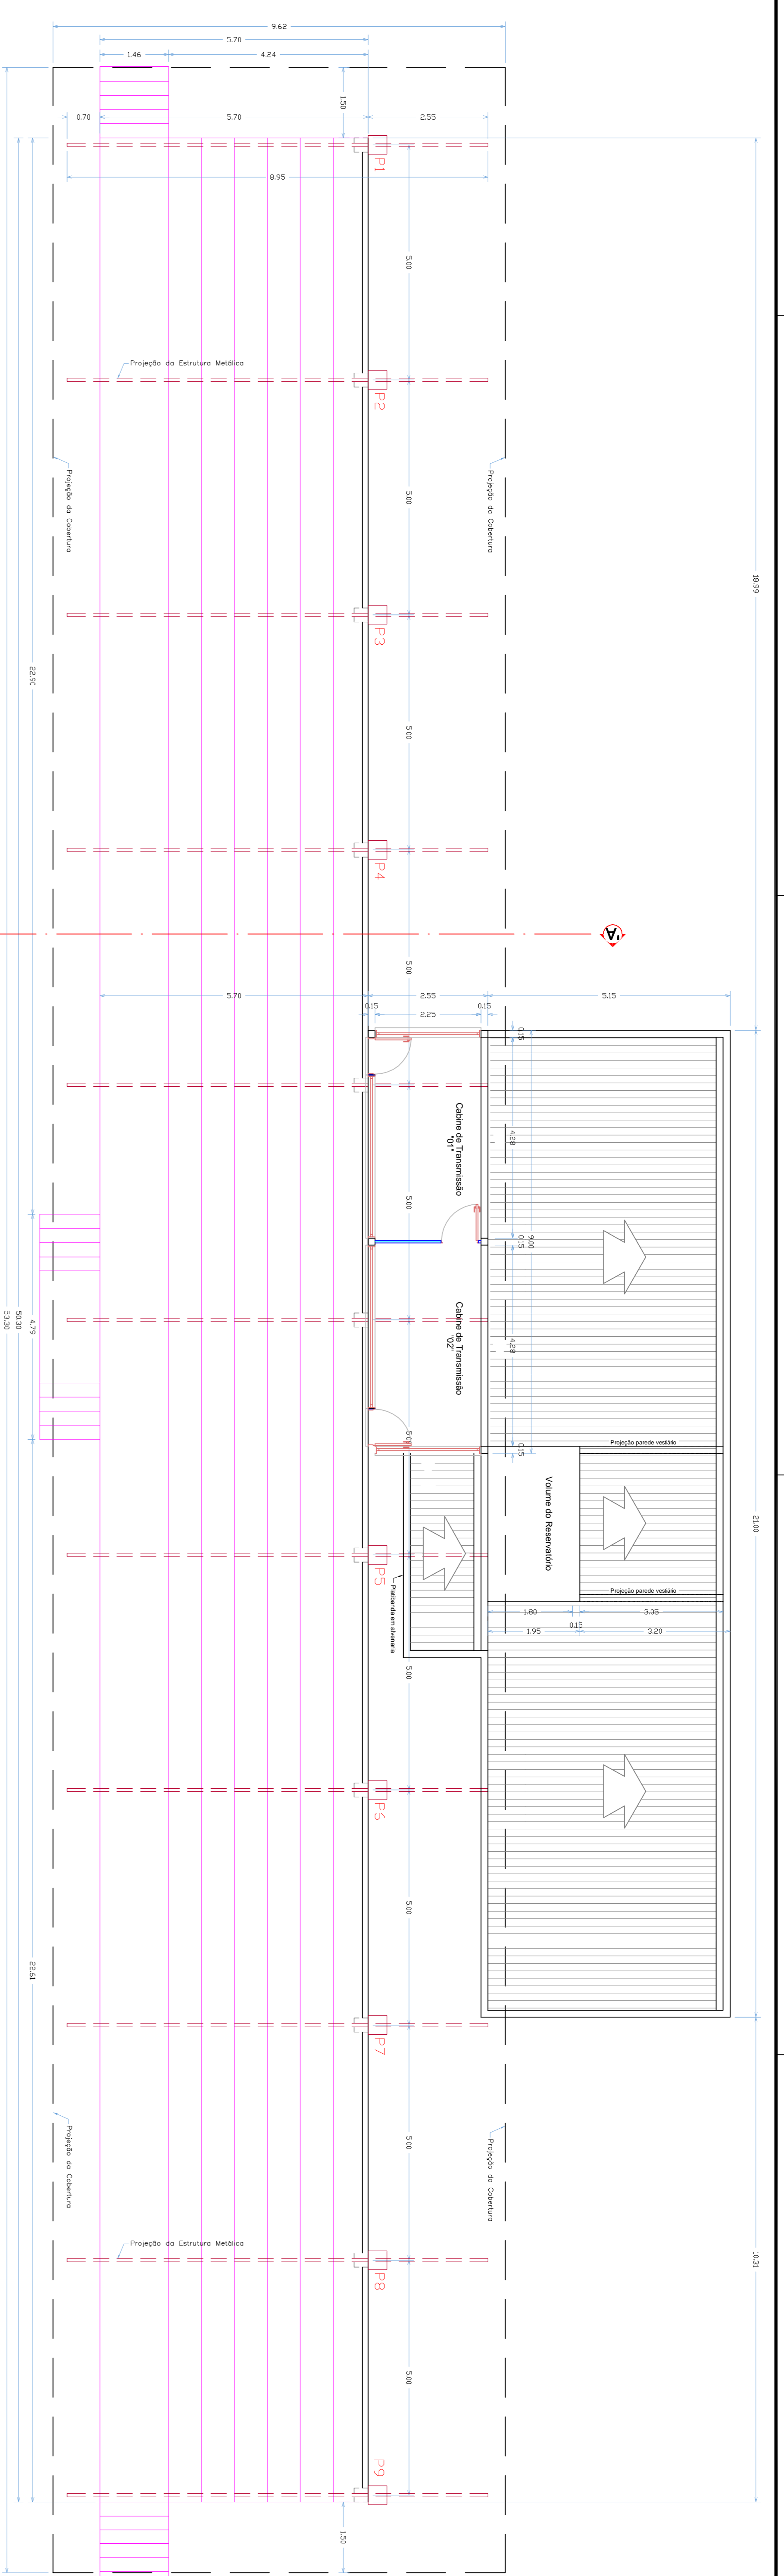 9.62
5.70
1.46
4.24
1.50
0.70
5.70
2.55
P1
8.95
5.00
Projeção da Estrutura Metálica
P2
Projeção da Cobertura
Projeção da Cobertura
5.00
18.99
P3
22.90
5.00
P4
A'
5.00
5.70
2.55
5.15
0.15
2.25
0.15
0.15
Cabine de Transmissão
"01"
4.28
5.00
9.00
0.15
Cabine de Transmissão
"02"
4.28
4.79
50.30
53.30
5.00
0.15
Projeção parede vestiário
Volume do Reservatório
21.00
P5
Platibanda em alvenaria
Projeção parede vestiário
1.80
3.05
0.15
1.95
3.20
5.00
P6
5.00
22.61
P7
Projeção da Cobertura
Projeção da Cobertura
5.00
Projeção da Estrutura Metálica
P8
10.31
5.00
P9
1.50